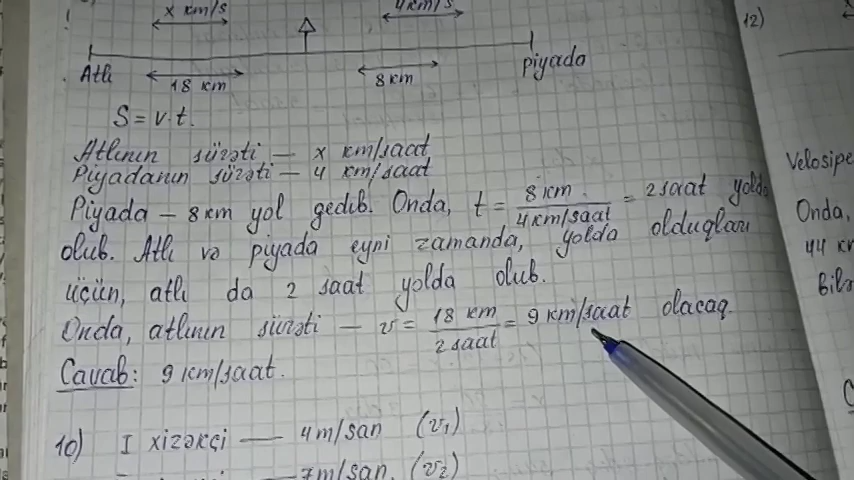 x km/s
4 km/s
12)
Atlı
18 km
8 km
piyada
S = v·t.
Atlının sürəti — x km/saat
Piyadanın sürəti — 4 km/saat
Piyada – 8 km yol gedib. Onda, t = 8 km / 4 km/saat = 2 saat yolda
olub. Atlı və piyada eyni zamanda, yolda olduqları
üçün, atlı da 2 saat yolda olub.
Onda, atlının sürəti — v = 18 km / 2 saat = 9 km/saat olacaq.
Cavab: 9 km/saat.
10) I xizəkçi — 4 m/san (v₁)
7 m/san. (v₂)
Velosipe
Onda,
44 k